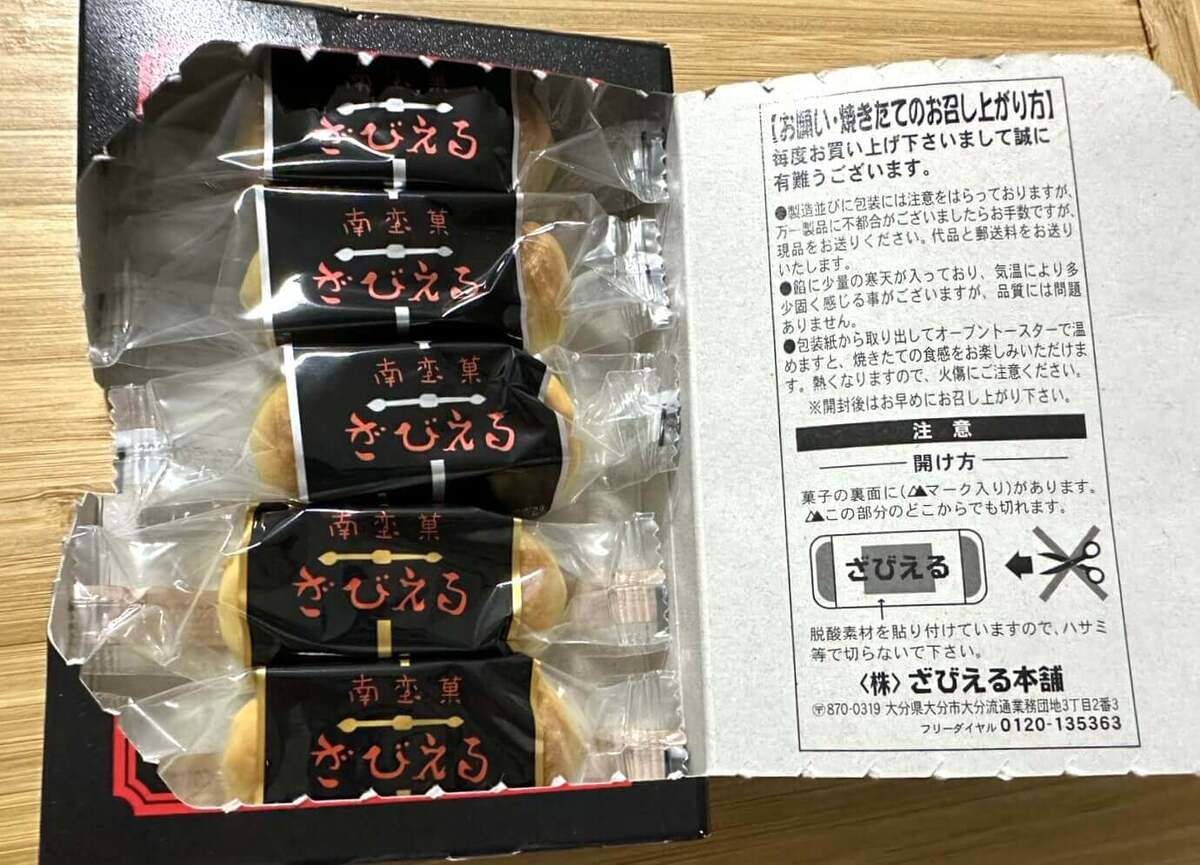 南蛮菓
ざびえる
南蛮菓
ざびえる
南蛮菓
ざびえる
南蛮菓
ざびえる
南蛮菓
ざびえる
【お願い・焼きたてのお召し上がり方】
毎度お買い上げ下さいまして誠に
有難うございます。
●製造並びに包装には注意をはらっておりますが、
万一製品に不都合がございましたらお手数ですが、
現品をお送りください。代品と郵送料をお送り
いたします。
●餡に少量の寒天が入っており、気温により多
少固く感じる事がございますが、品質には問題
ありません。
●包装紙から取り出してオーブントースターで温
めますと、焼きたての食感をお楽しみいただけま
す。熱くなりますので、火傷にご注意ください。
※開封後はお早めにお召し上がり下さい。
注意
開け方
菓子の裏面に(マーク入り)があります。
この部分のどこからでも切れます。
ざびえる
脱酸素材を貼り付けていますので、ハサミ
等で切らないで下さい。
〈株〉ざびえる本舗
〒870-0319 大分県大分市大分流通業務団地3丁目2番3
フリーダイヤル 0120-135363